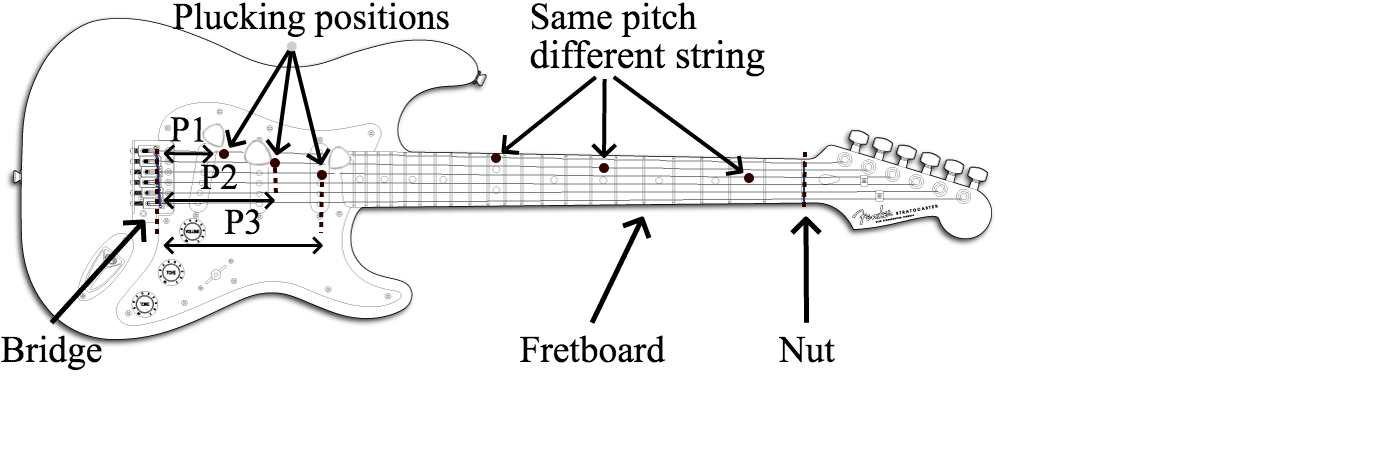 Plucking positions
Same pitch
different string
P1
P2
P3
VOLUME
TONE
TONE
Fender STRATOCASTER
Bridge
Fretboard
Nut